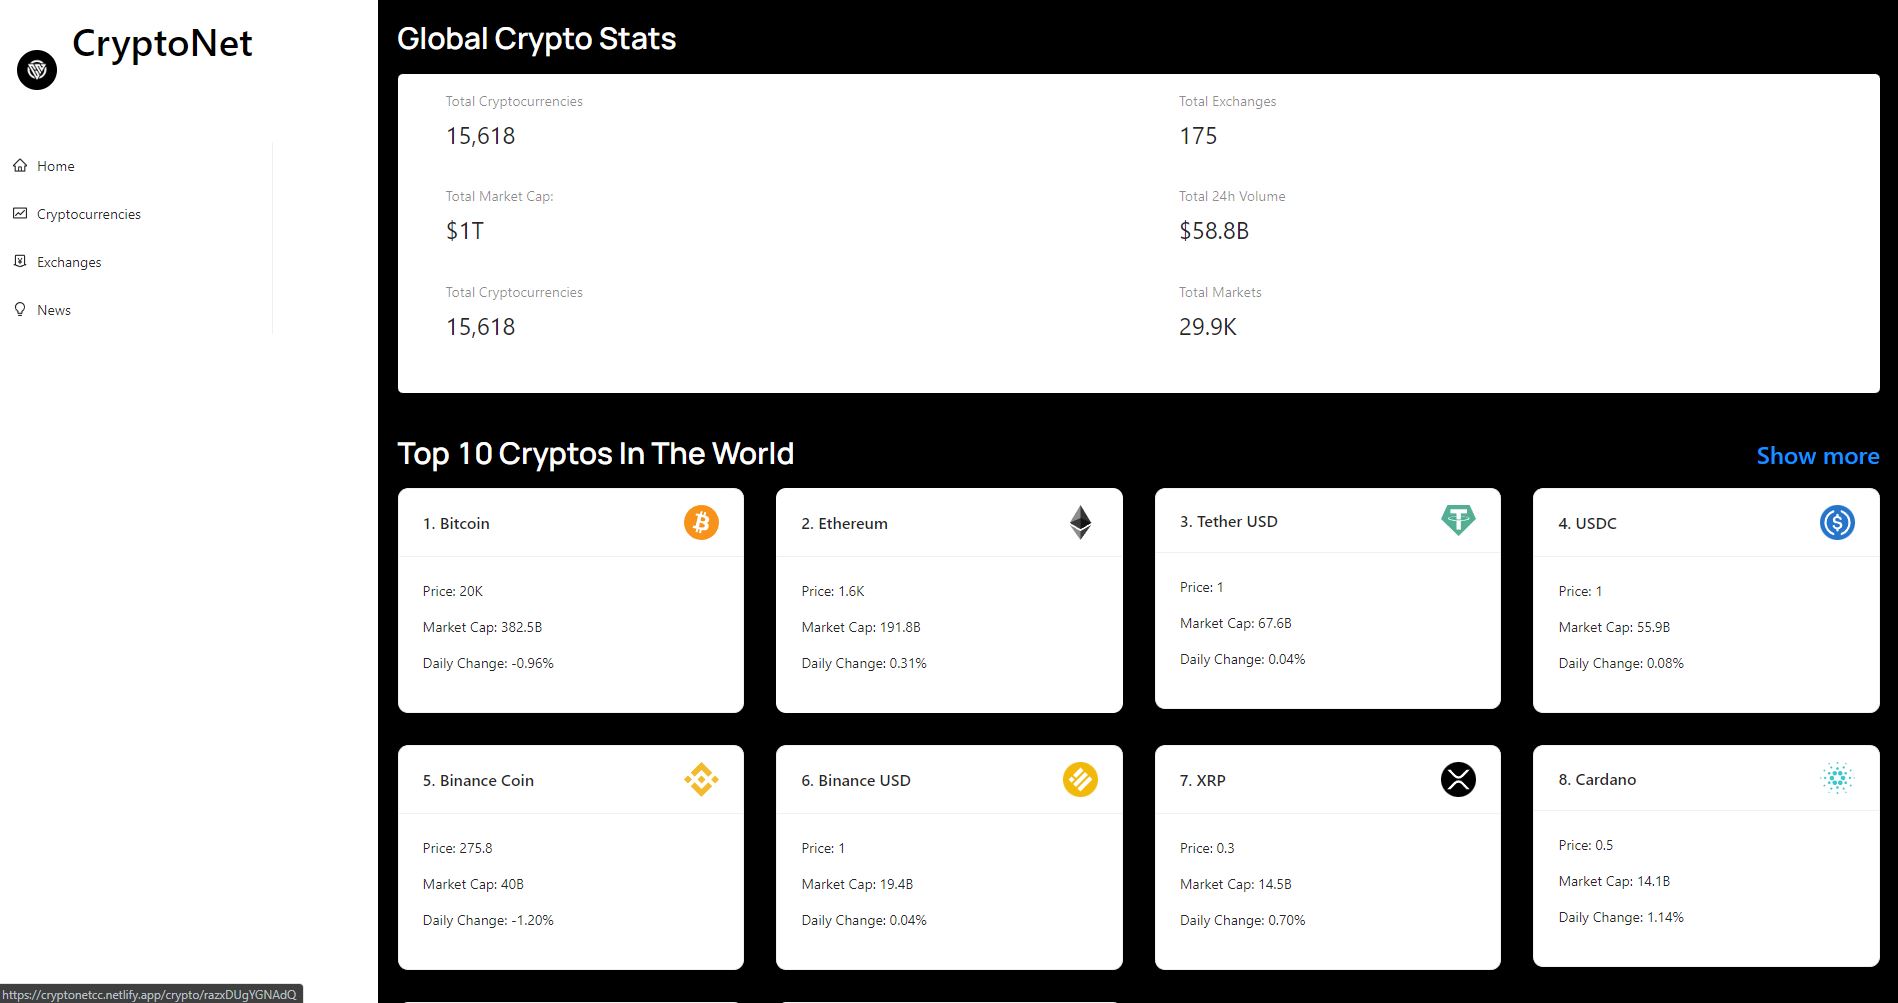 CryptoNet
Home
Cryptocurrencies
Exchanges
News
Global Crypto Stats
Total Cryptocurrencies
15,618
Total Exchanges
175
Total Market Cap:
$1T
Total 24h Volume
$58.8B
Total Cryptocurrencies
15,618
Total Markets
29.9K
Top 10 Cryptos In The World
Show more
1. Bitcoin
Price: 20K
Market Cap: 382.5B
Daily Change: -0.96%
2. Ethereum
Price: 1.6K
Market Cap: 191.8B
Daily Change: 0.31%
3. Tether USD
Price: 1
Market Cap: 67.6B
Daily Change: 0.04%
4. USDC
Price: 1
Market Cap: 55.9B
Daily Change: 0.08%
5. Binance Coin
Price: 275.8
Market Cap: 40B
Daily Change: -1.20%
6. Binance USD
Price: 1
Market Cap: 19.4B
Daily Change: 0.04%
7. XRP
Price: 0.3
Market Cap: 14.5B
Daily Change: 0.70%
8. Cardano
Price: 0.5
Market Cap: 14.1B
Daily Change: 1.14%
https://cryptonetcc.netlify.app/crypto/razxDUgYGNAdQ